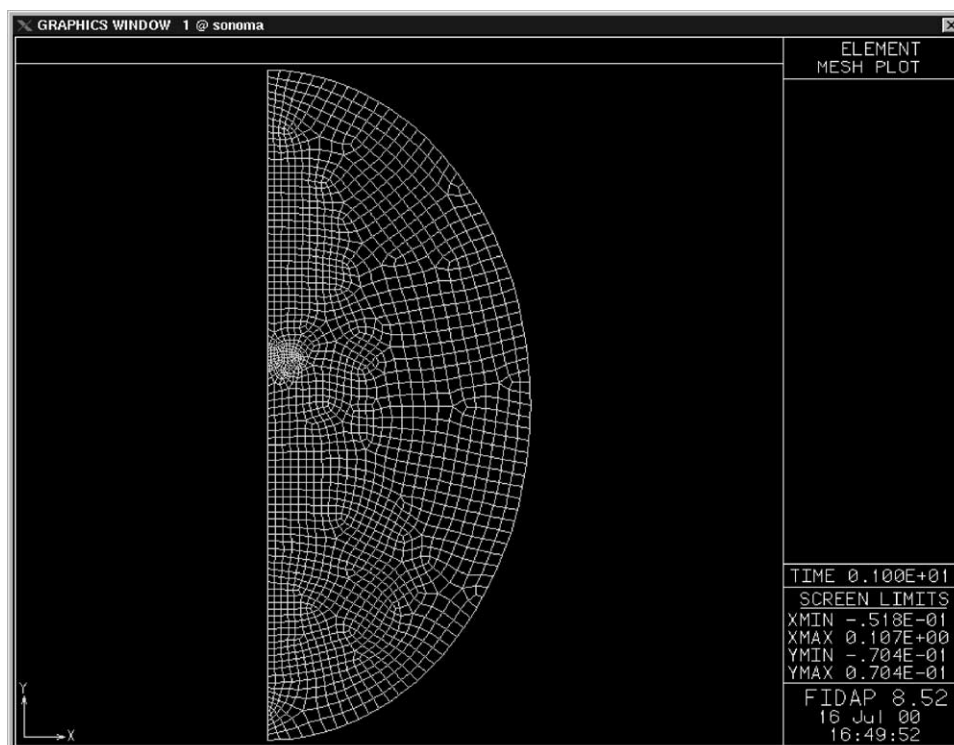 GRAPHICS WINDOW 1 @ sonoma
ELEMENT
MESH PLOT
TIME 0.100E+01
SCREEN LIMITS
XMIN -.518E-01
XMAX 0.107E+00
YMIN -.704E-01
YMAX 0.704E-01
FIDAP 8.52
16 Jul 00
16:49:52
Y
X